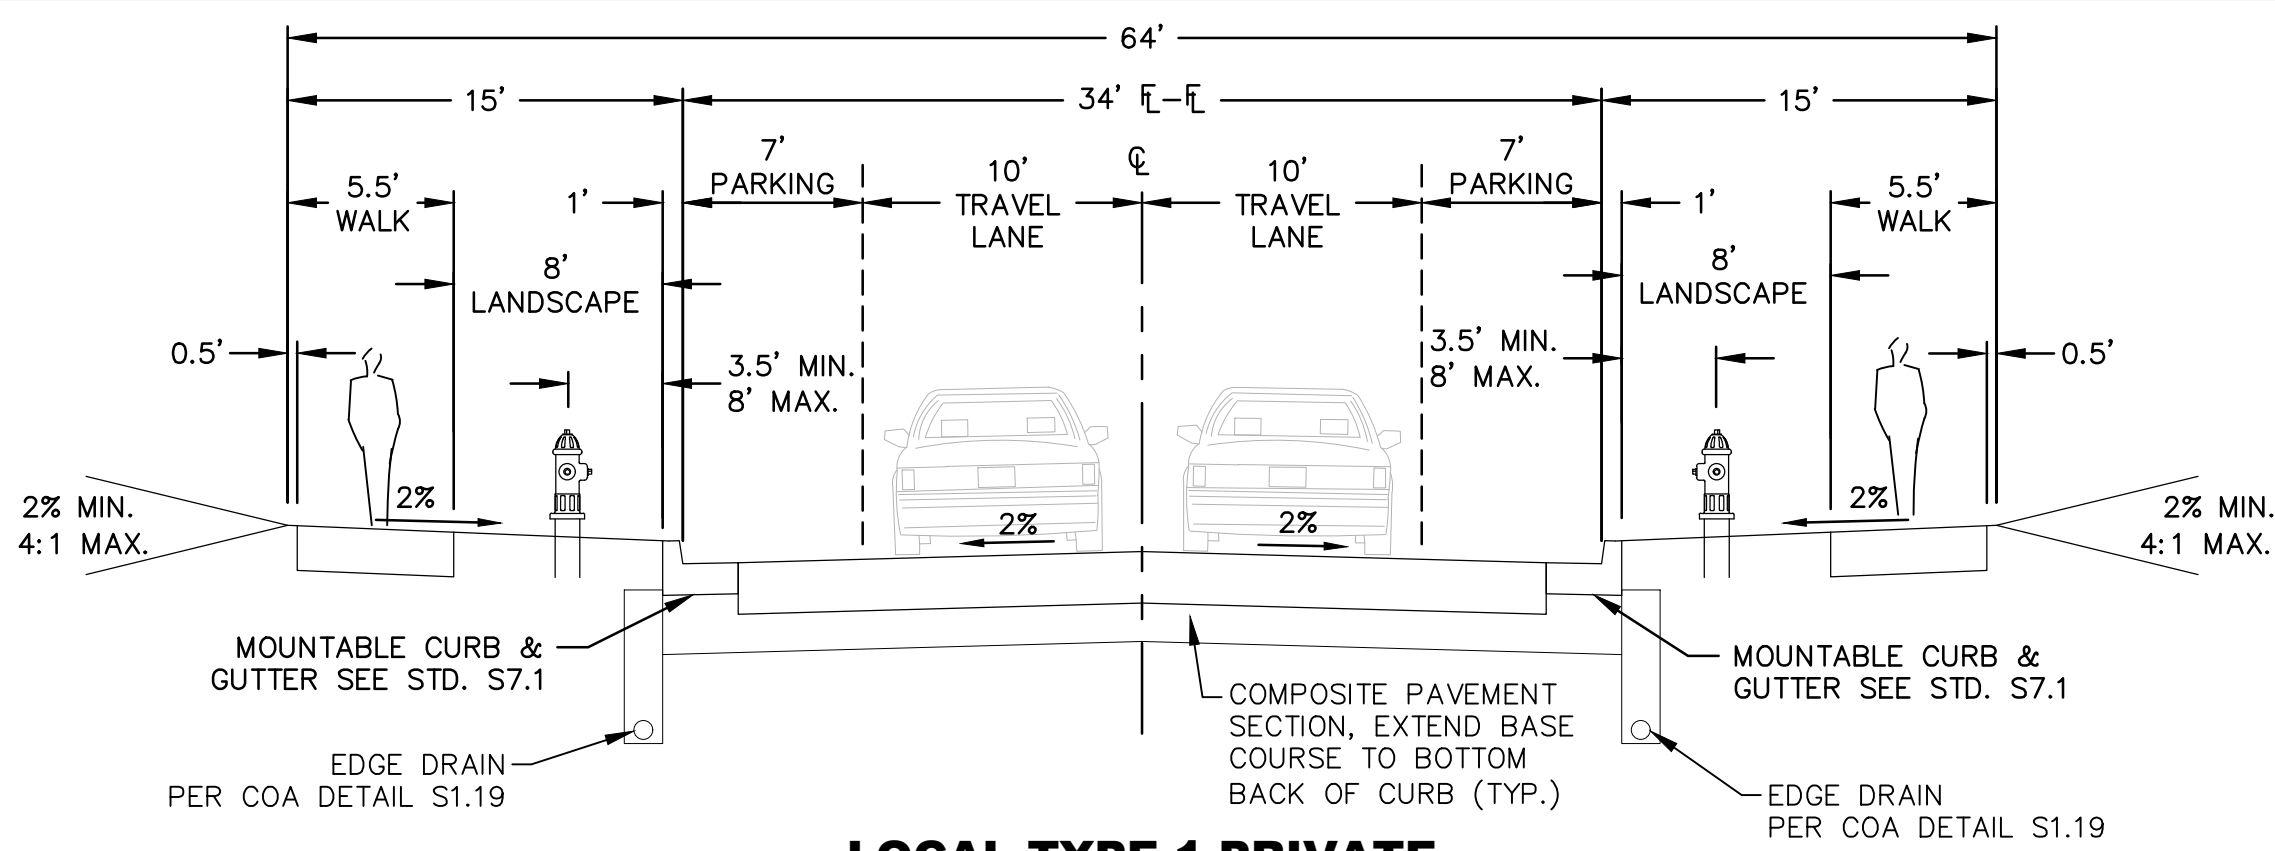 64'
15'
34' FL-FL
15'
5.5'
WALK
1'
7'
PARKING
10'
TRAVEL
LANE
CL
10'
TRAVEL
LANE
7'
PARKING
1'
5.5'
WALK
8'
LANDSCAPE
8'
LANDSCAPE
0.5'
3.5' MIN.
8' MAX.
3.5' MIN.
8' MAX.
0.5'
2% MIN.
4:1 MAX.
2%
2%
2%
2%
2% MIN.
4:1 MAX.
MOUNTABLE CURB &
GUTTER SEE STD. S7.1
MOUNTABLE CURB &
GUTTER SEE STD. S7.1
COMPOSITE PAVEMENT
SECTION, EXTEND BASE
COURSE TO BOTTOM
BACK OF CURB (TYP.)
EDGE DRAIN
PER COA DETAIL S1.19
EDGE DRAIN
PER COA DETAIL S1.19
LOCAL TYPE 1 PRIVATE